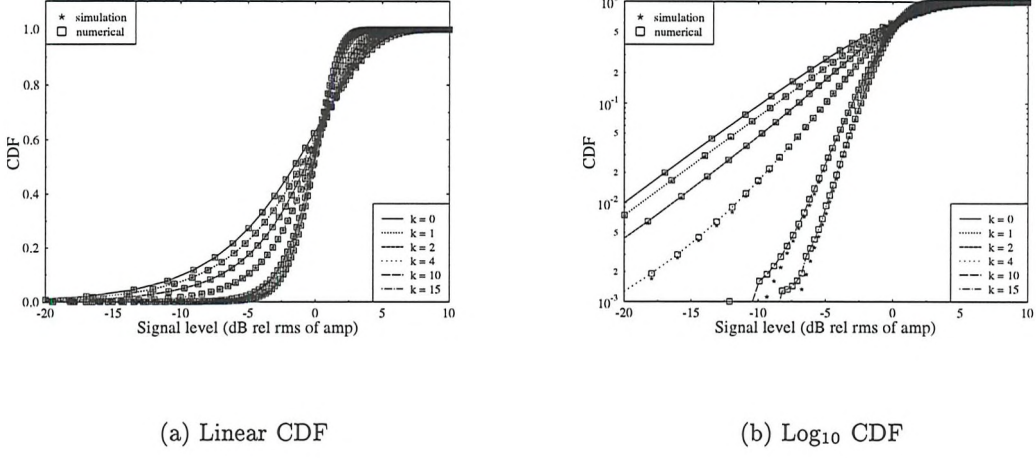 simulation
numerical
1.0
0.8
0.6
0.4
0.2
0.0
CDF
k = 0
k = 1
k = 2
k = 4
k = 10
k = 15
-20 -15 -10 -5 0 5 10
Signal level (dB rel rms of amp)
simulation
numerical
5
2
10-1
5
2
10-2
5
2
10-3
CDF
k = 0
k = 1
k = 2
k = 4
k = 10
k = 15
-20 -15 -10 -5 0 5 10
Signal level (dB rel rms of amp)
(a) Linear CDF
(b) Log10 CDF